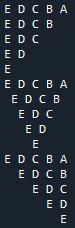 E D C B A
E D C B
E D C
E D
E
E D C B A
 E D C B
  E D C
   E D
    E
E D C B A
  E D C B
    E D C
      E D
        E